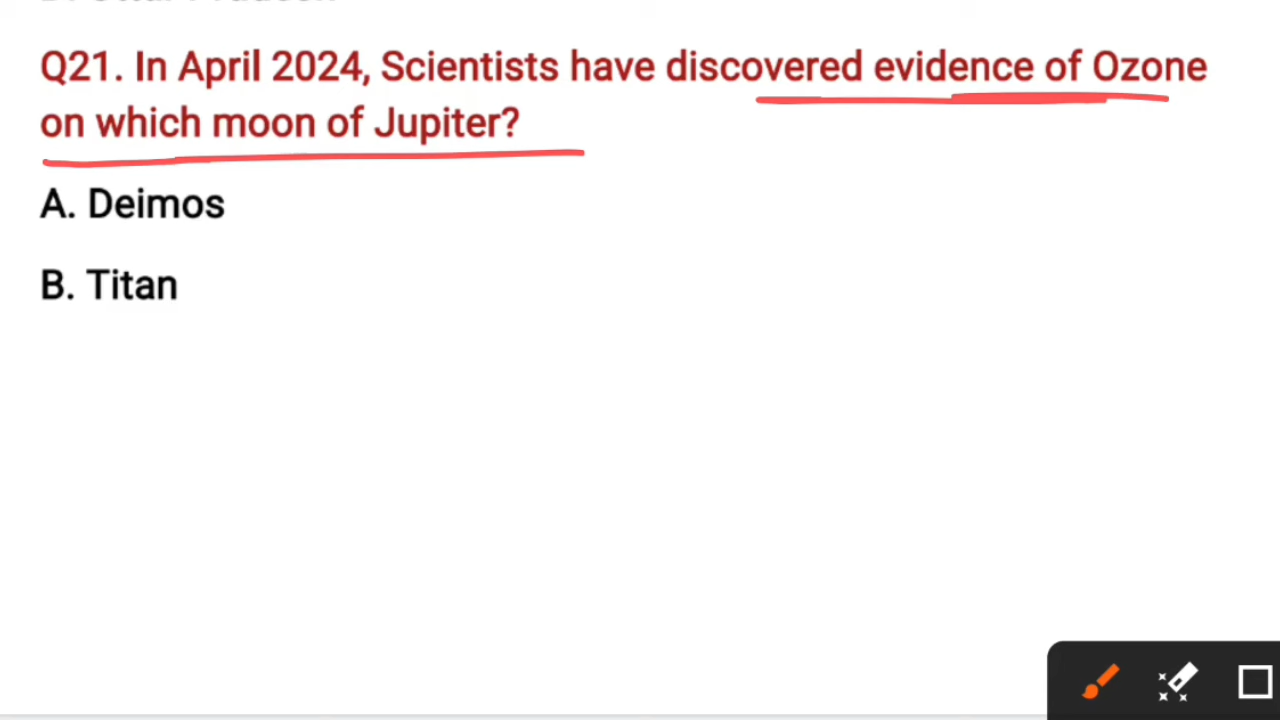 Q21. In April 2024, Scientists have discovered evidence of Ozone
on which moon of Jupiter?
A. Deimos
B. Titan